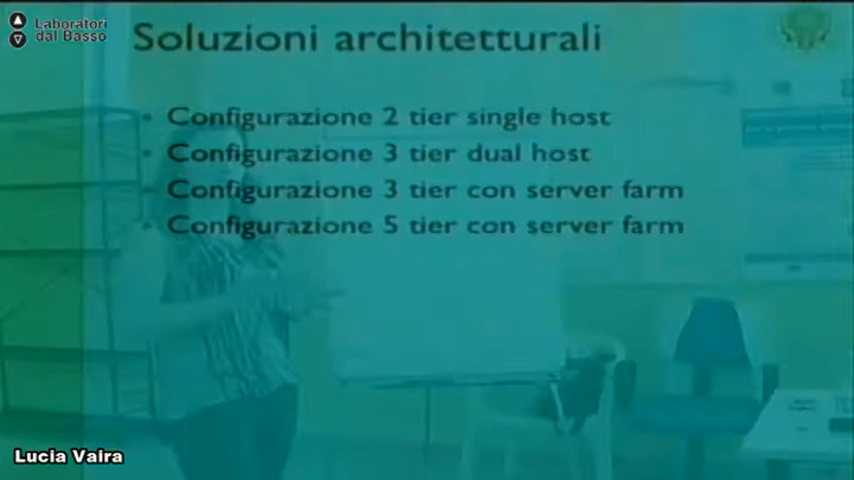 Laboratori
dal Basso
Soluzioni architetturali
• Configurazione 2 tier single host
• Configurazione 3 tier dual host
• Configurazione 3 tier con server farm
• Configurazione 5 tier con server farm
Lucia Vaira